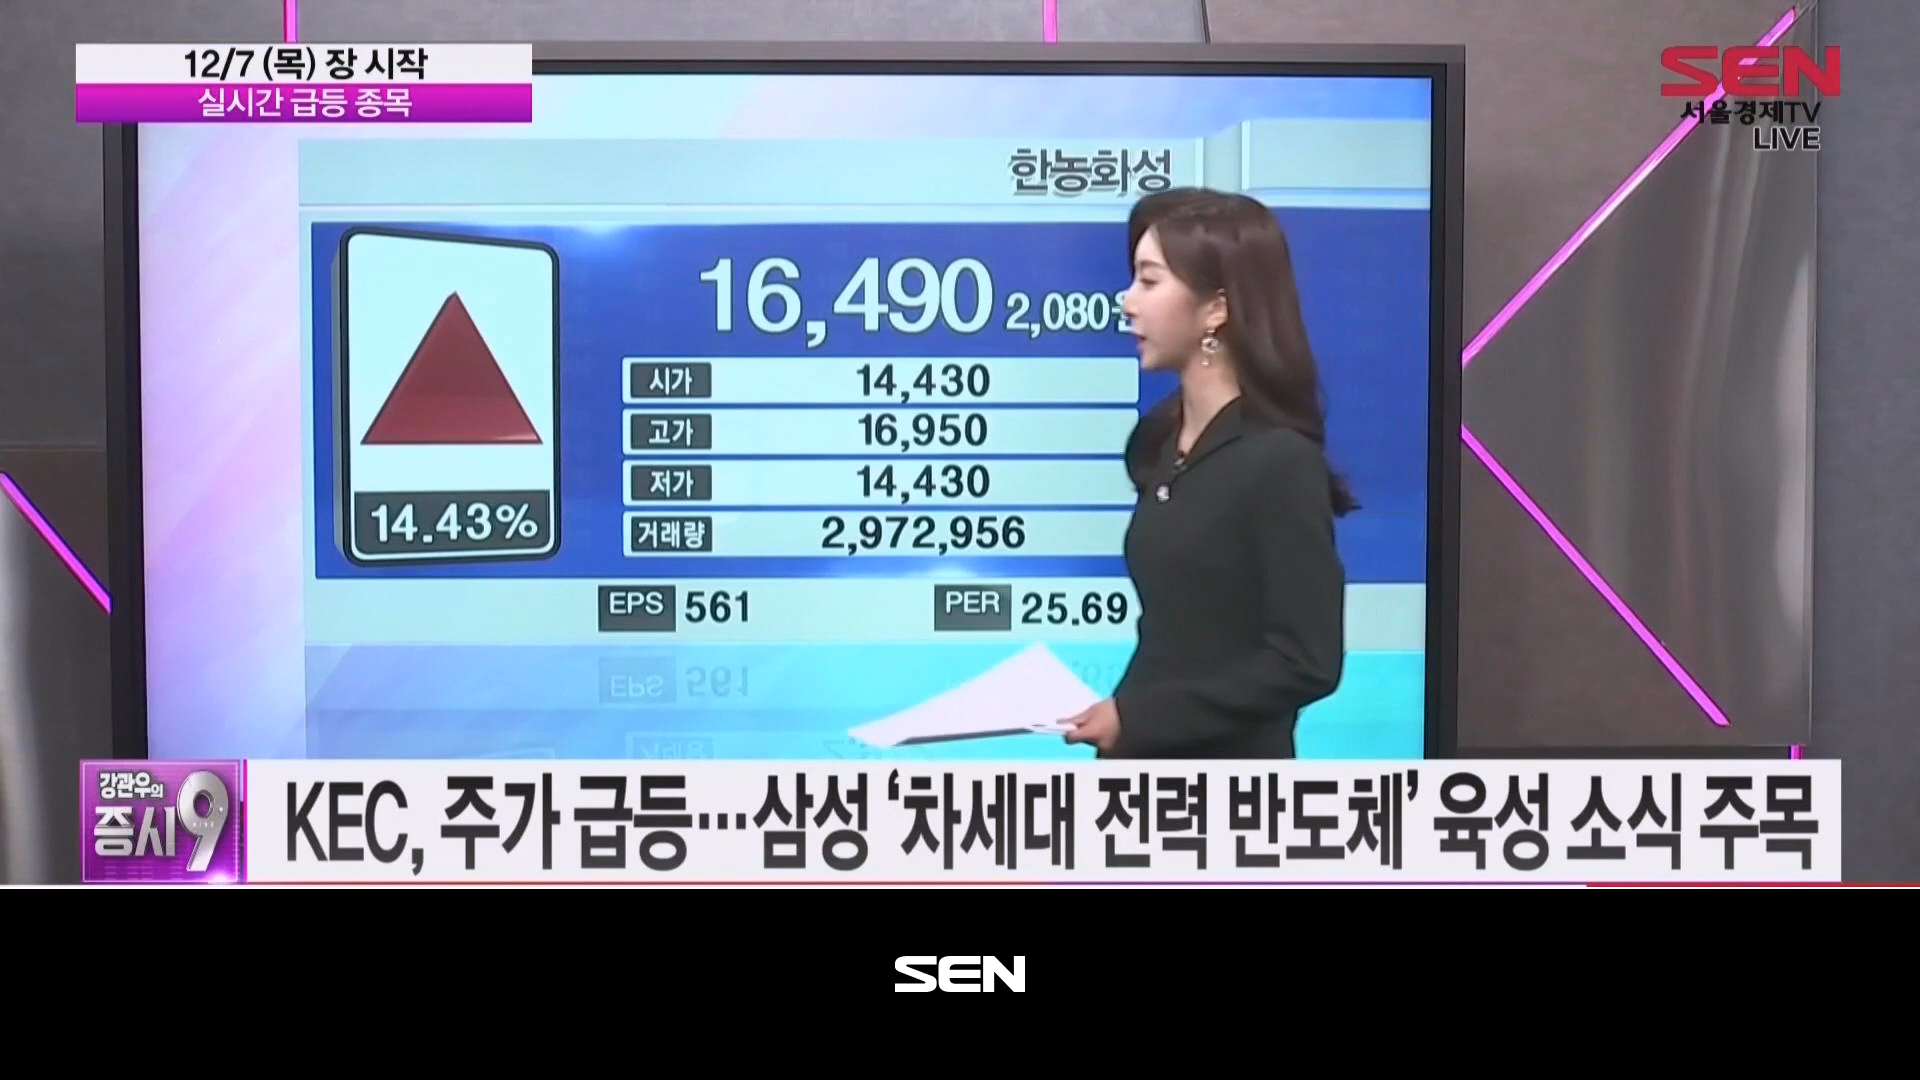 12/7 (목) 장 시작
실시간 급등 종목
SEN
서울경제TV
LIVE
한농화성
16,490 2,080원
시가 14,430
고가 16,950
저가 14,430
14.43%
거래량 2,972,956
EPS 561 PER 25.69
강관우의
증시9
KEC, 주가 급등…삼성 ‘차세대 전력 반도체’ 육성 소식 주목
SEN